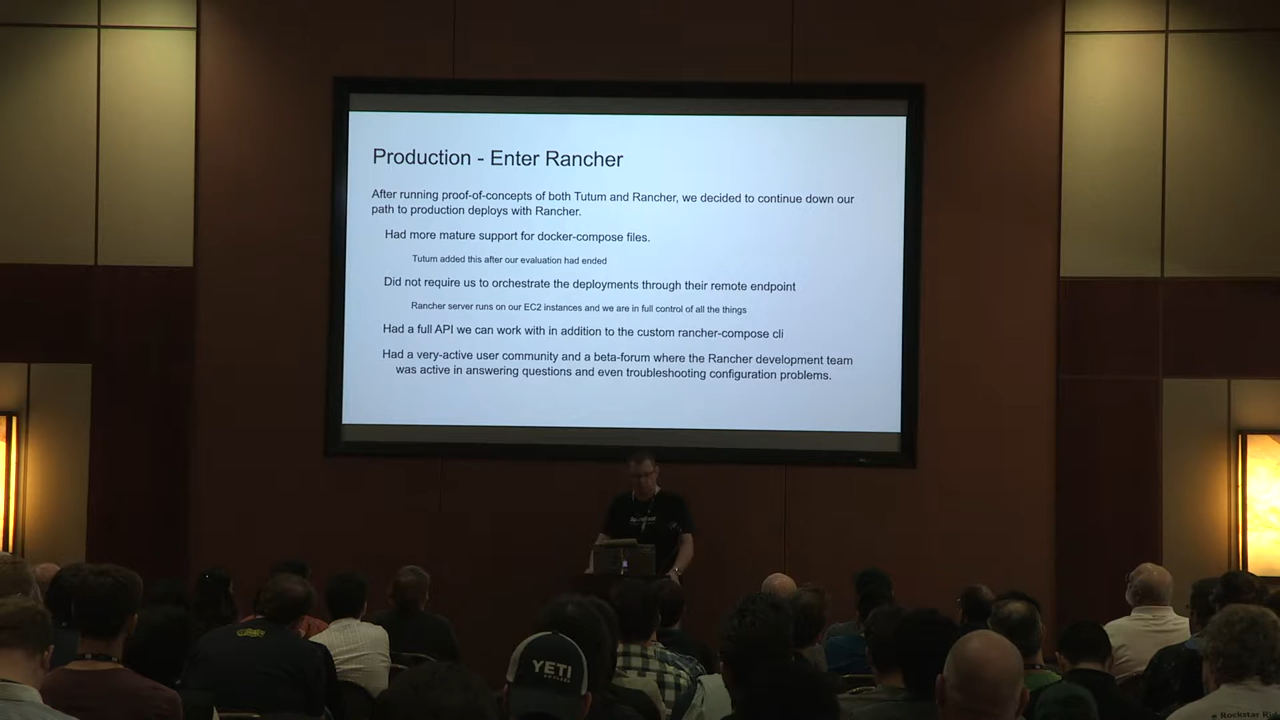 Production - Enter Rancher
After running proof-of-concepts of both Tutum and Rancher, we decided to continue down our
path to production deploys with Rancher.
Had more mature support for docker-compose files.
Tutum added this after our evaluation had ended
Did not require us to orchestrate the deployments through their remote endpoint
Rancher server runs on our EC2 instances and we are in full control of all the things
Had a full API we can work with in addition to the custom rancher-compose cli
Had a very-active user community and a beta-forum where the Rancher development team
was active in answering questions and even troubleshooting configuration problems.
YETI
Rockstar